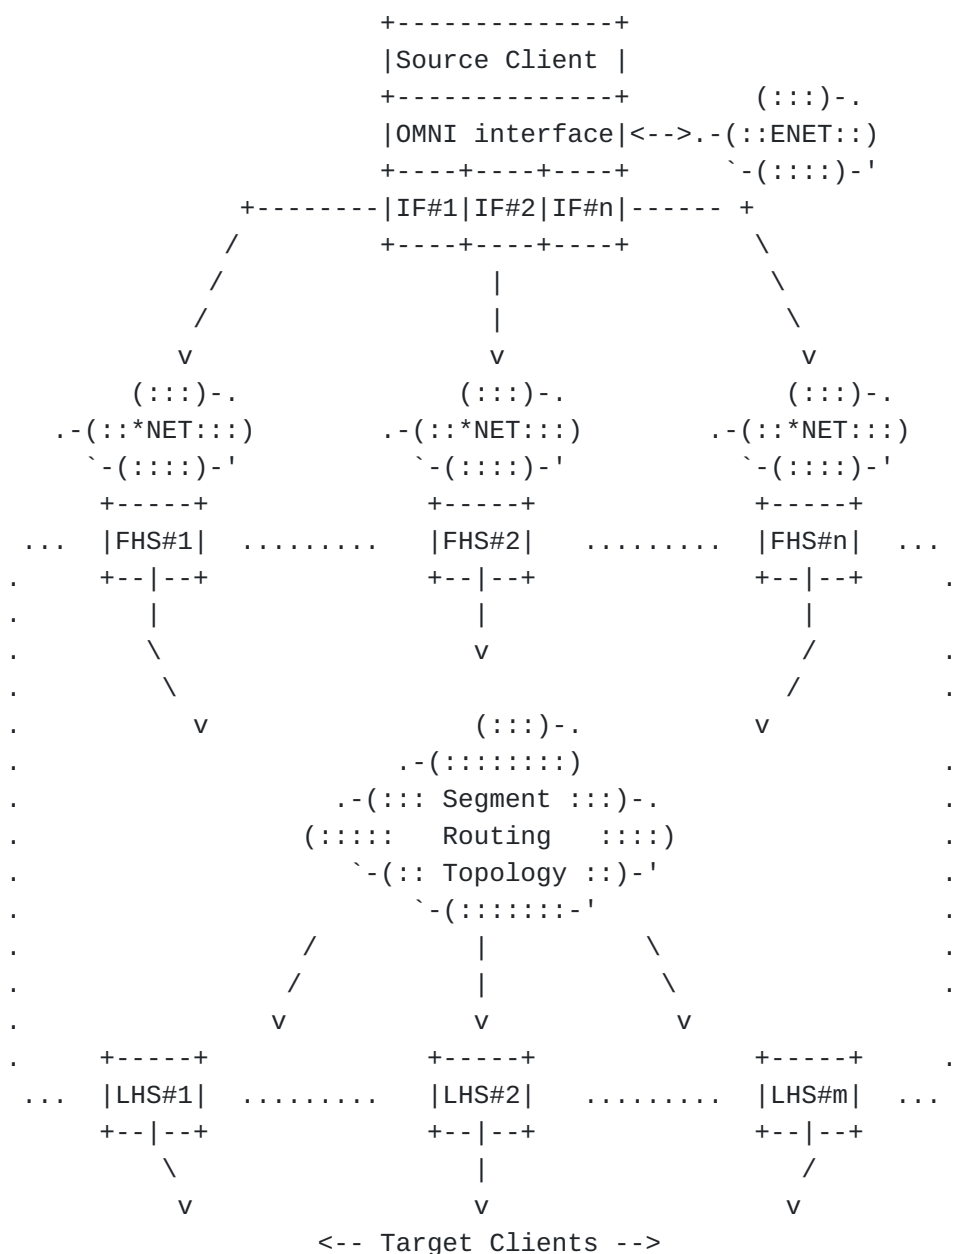 +--------------+
|Source Client |
+--------------+        (:::)-.
|OMNI interface|<-->.-(::ENET::)
+----+----+----+      `-(::::)-'
+--------|IF#1|IF#2|IF#n|------ +
/         +----+----+----+        \
/                 |                 \
/                  |                  \
v                   v                   v
(:::)-.              (:::)-.              (:::)-.
.-(::*NET:::)        .-(::*NET:::)        .-(::*NET:::)
`-(::::)-'           `-(::::)-'           `-(::::)-'
+-----+              +-----+              +-----+
...  |FHS#1|  .........   |FHS#2|   .........  |FHS#n|  ...
.     +--|--+              +--|--+              +--|--+     .
.        |                    |                    |
.        \                    v                    /        .
.         \                                       /         .
.           v                 (:::)-.           v
.                        .-(::::::::)                       .
.                    .-(::: Segment :::)-.                  .
.                  (:::::   Routing   ::::)                 .
.                     `-(:: Topology ::)-'                  .
.                         `-(:::::::-'                      .
.                  /          |          \                  .
.                 /           |           \                 .
.                v            v            v
.     +-----+              +-----+              +-----+     .
...  |LHS#1|  .........   |LHS#2|   .........  |LHS#m|  ...
+--|--+              +--|--+              +--|--+
\                   |                    /
v                  v                   v
<-- Target Clients -->